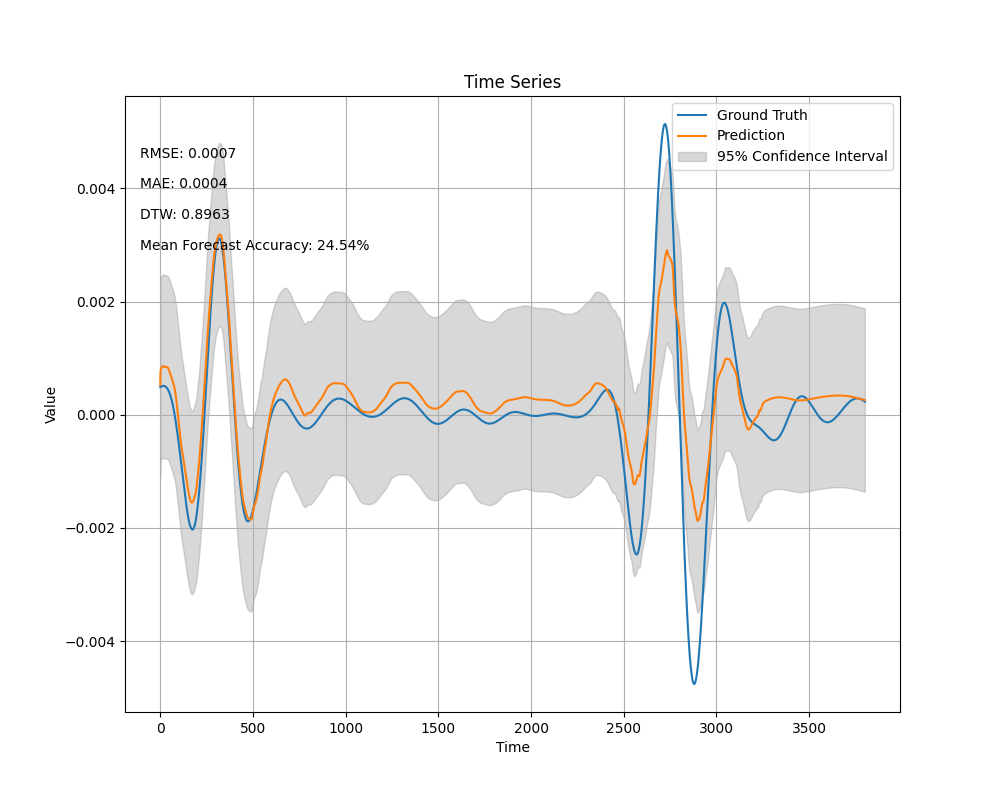 Time Series
Ground Truth
Prediction
95% Confidence Interval
RMSE: 0.0007
MAE: 0.0004
DTW: 0.8963
Mean Forecast Accuracy: 24.54%
Value
0.004
0.002
0.000
−0.002
−0.004
0 500 1000 1500 2000 2500 3000 3500
Time